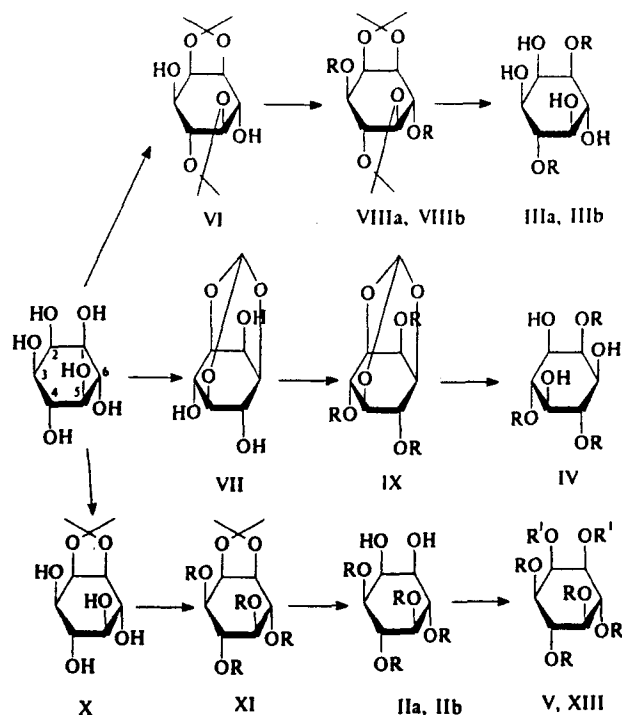 O O
HO
O
OH
O
VI
O O
RO
O
OR
O
VIIIa, VIIIb
HO OR
HO
HO
OH
OR
IIIa, IIIb
HO OH
HO 2
HO 6
3
4 5 OH
OH
O O
OH
O
HO
OH
VII
O O
OR
O
RO
OR
IX
HO OR
OH
OH
RO
OR
IV
O O
HO
HO
OH
OH
X
O O
RO
RO
OR
OR
XI
HO OH
RO
RO
OR
OR
IIa, IIb
R'O OR'
RO
RO
OR
OR
V, XIII